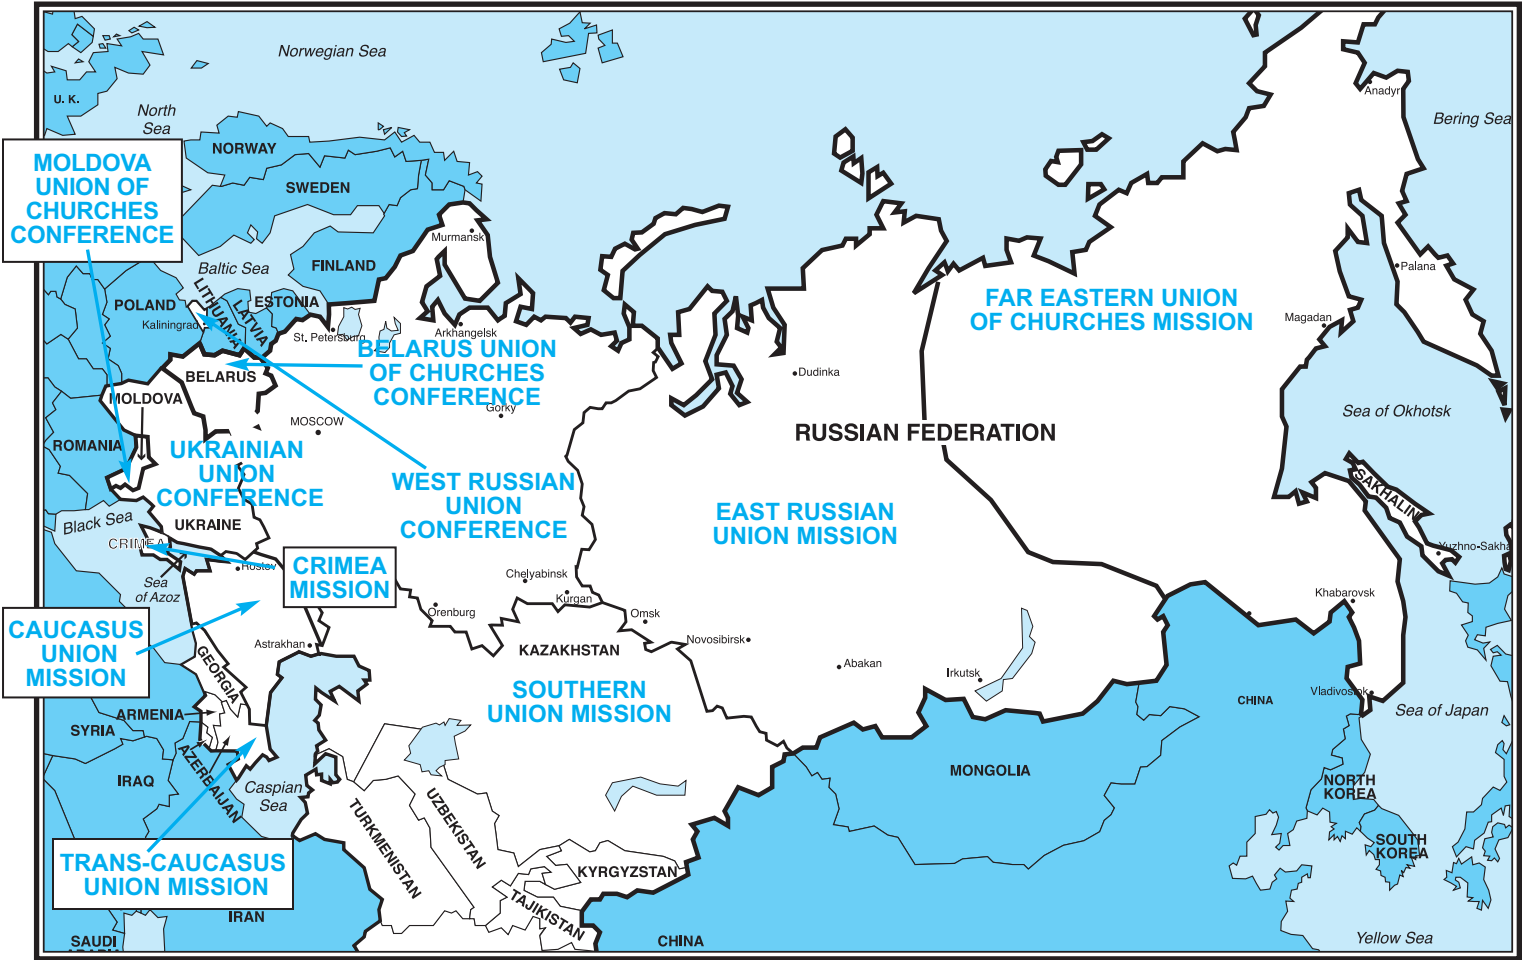 Norwegian Sea
U. K.
North
Sea
Anadyr
Bering Sea
NORWAY
SWEDEN
MOLDOVA
UNION OF
CHURCHES
CONFERENCE
Murmansk
Baltic Sea
FINLAND
Palana
POLAND
LITHUANIA
LATVIA
ESTONIA
Kaliningrad
St. Petersburg
Arkhangelsk
FAR EASTERN UNION
OF CHURCHES MISSION
Magadan
BELARUS UNION
OF CHURCHES
CONFERENCE
BELARUS
Dudinka
MOLDOVA
Gorky
MOSCOW
Sea of Okhotsk
RUSSIAN FEDERATION
ROMANIA
UKRAINIAN
UNION
CONFERENCE
WEST RUSSIAN
UNION
CONFERENCE
SAKHALIN
EAST RUSSIAN
UNION MISSION
Black Sea
UKRAINE
CRIMEA
Yuzhno-Sakha
Sea
of Azoz
Rostov
CRIMEA
MISSION
Chelyabinsk
Kurgan
Orenburg
Omsk
Khabarovsk
CAUCASUS
UNION
MISSION
Astrakhan
Novosibirsk
KAZAKHSTAN
Abakan
Irkutsk
GEORGIA
SOUTHERN
UNION MISSION
CHINA
Vladivostok
Sea of Japan
ARMENIA
SYRIA
AZERBAIJAN
IRAQ
Caspian
Sea
MONGOLIA
NORTH
KOREA
TURKMENISTAN
UZBEKISTAN
SOUTH
KOREA
TRANS-CAUCASUS
UNION MISSION
KYRGYZSTAN
TAJIKISTAN
IRAN
SAUDI
CHINA
Yellow Sea